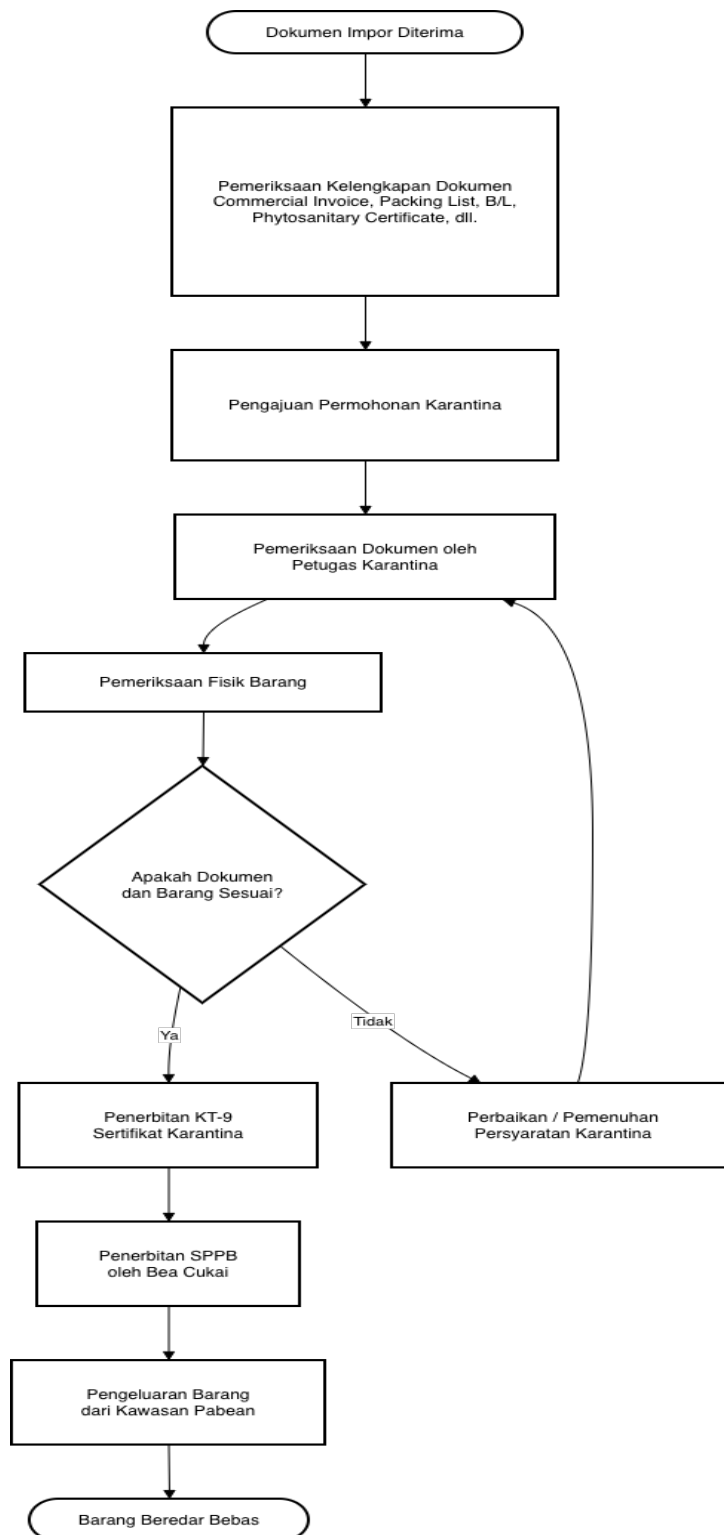 Dokumen Impor Diterima
Pemeriksaan Kelengkapan Dokumen
Commercial Invoice, Packing List, B/L,
Phytosanitary Certificate, dll.
Pengajuan Permohonan Karantina
Pemeriksaan Dokumen oleh
Petugas Karantina
Pemeriksaan Fisik Barang
Apakah Dokumen
dan Barang Sesuai?
Ya
Tidak
Penerbitan KT-9
Sertifikat Karantina
Perbaikan / Pemenuhan
Persyaratan Karantina
Penerbitan SPPB
oleh Bea Cukai
Pengeluaran Barang
dari Kawasan Pabean
Barang Beredar Bebas